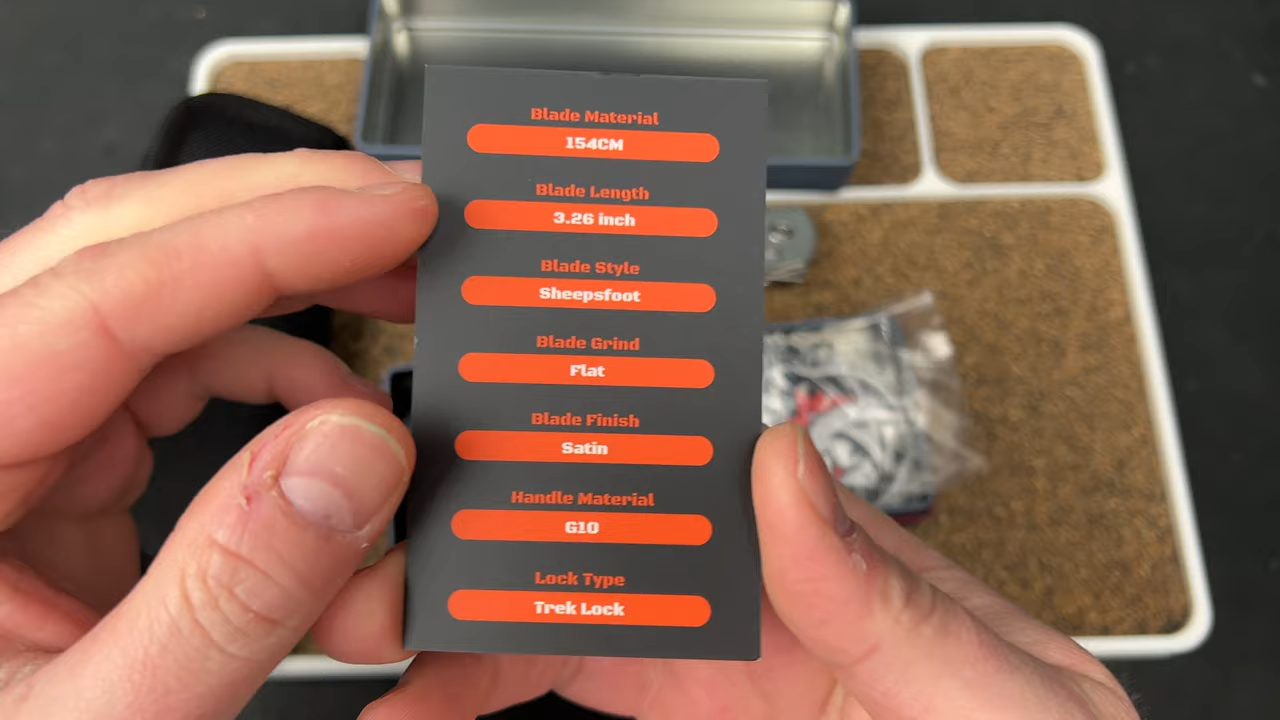 Blade Material
154CM
Blade Length
3.26 inch
Blade Style
Sheepsfoot
Blade Grind
Flat
Blade Finish
Satin
Handle Material
G10
Lock Type
Trek Lock